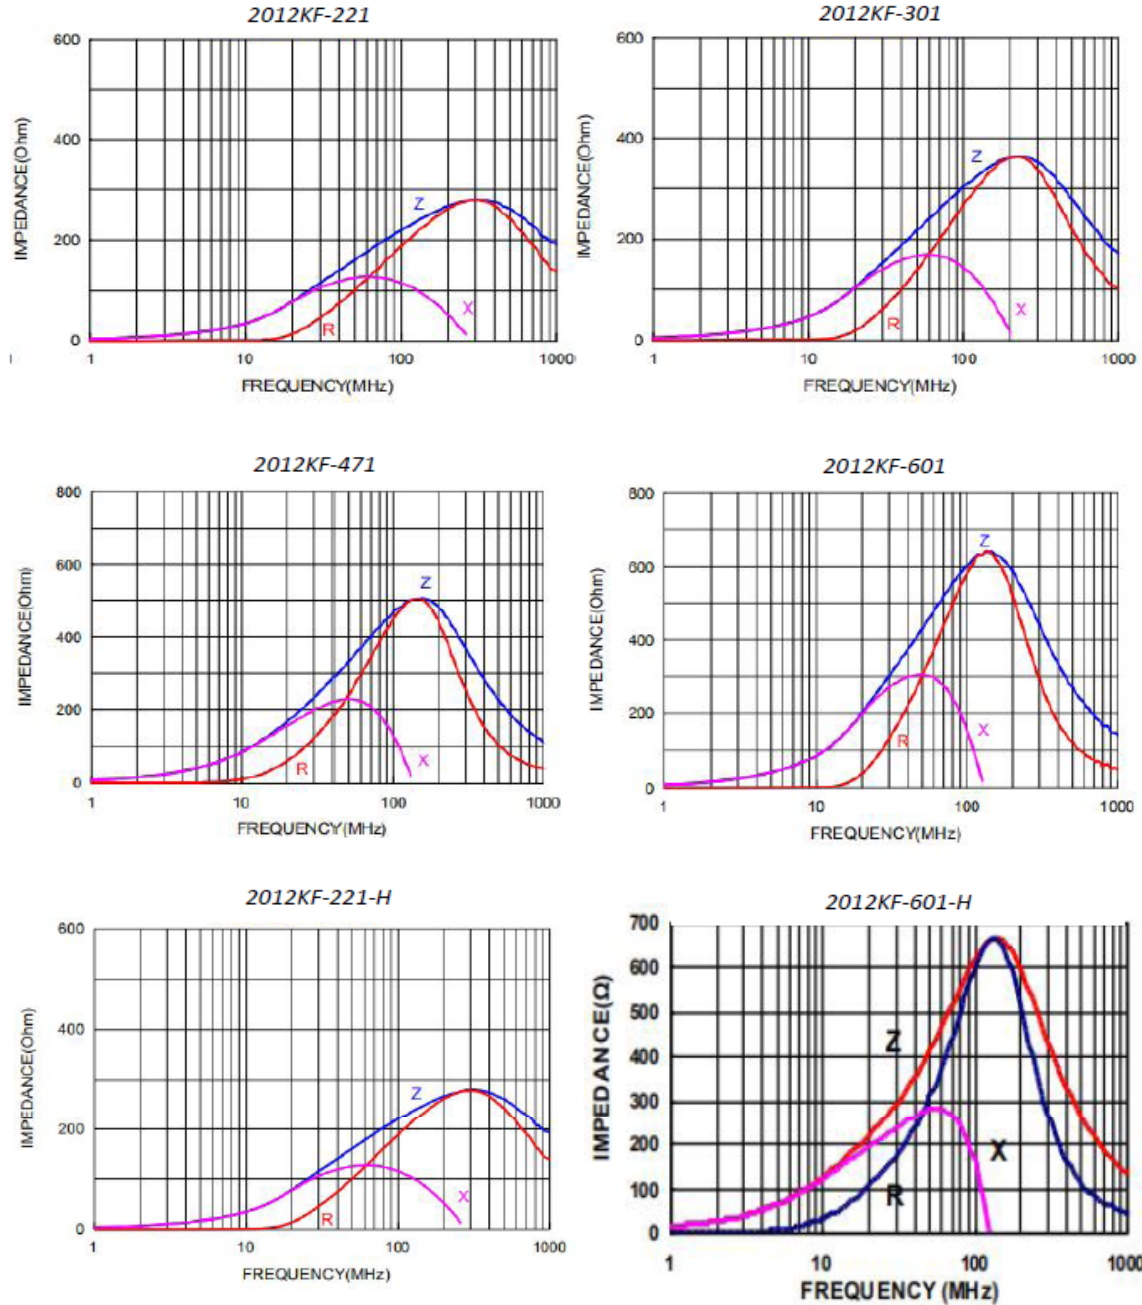 2012KF-221
600
400
200
0
IMPEDANCE(Ohm)
Z
R
X
1
10
100
1000
FREQUENCY(MHz)
2012KF-301
600
400
200
0
IMPEDANCE(Ohm)
Z
R
X
1
10
100
1000
FREQUENCY(MHz)
2012KF-471
800
600
400
200
0
IMPEDANCE(Ohm)
Z
R
X
1
10
100
1000
FREQUENCY(MHz)
2012KF-601
800
600
400
200
0
IMPEDANCE(Ohm)
Z
R
X
1
10
100
1000
FREQUENCY(MHz)
2012KF-221-H
600
400
200
0
IMPEDANCE(Ohm)
Z
R
X
1
10
100
1000
FREQUENCY(MHz)
2012KF-601-H
700
600
500
400
300
200
100
0
IMPEDANCE(Ω)
Z
X
R
1
10
100
1000
FREQUENCY (MHz)